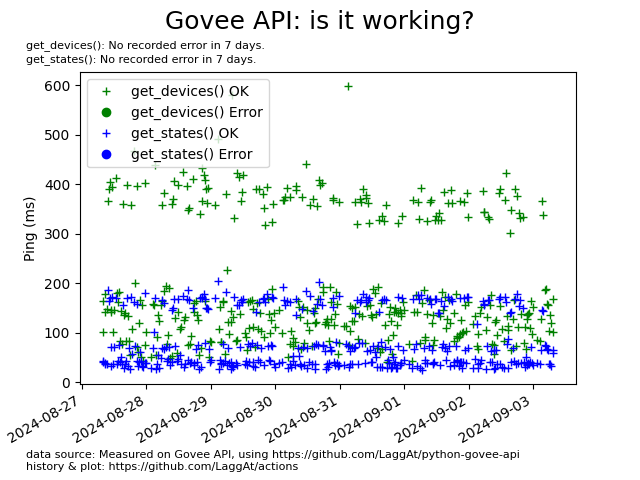 Govee API: is it working?
get_devices(): No recorded error in 7 days.
get_states(): No recorded error in 7 days.
600
500
400
300
200
100
0
Ping (ms)
get_devices() OK
get_devices() Error
get_states() OK
get_states() Error
2024-08-27
2024-08-28
2024-08-29
2024-08-30
2024-08-31
2024-09-01
2024-09-02
2024-09-03
data source: Measured on Govee API, using https://github.com/LaggAt/python-govee-api
history & plot: https://github.com/LaggAt/actions